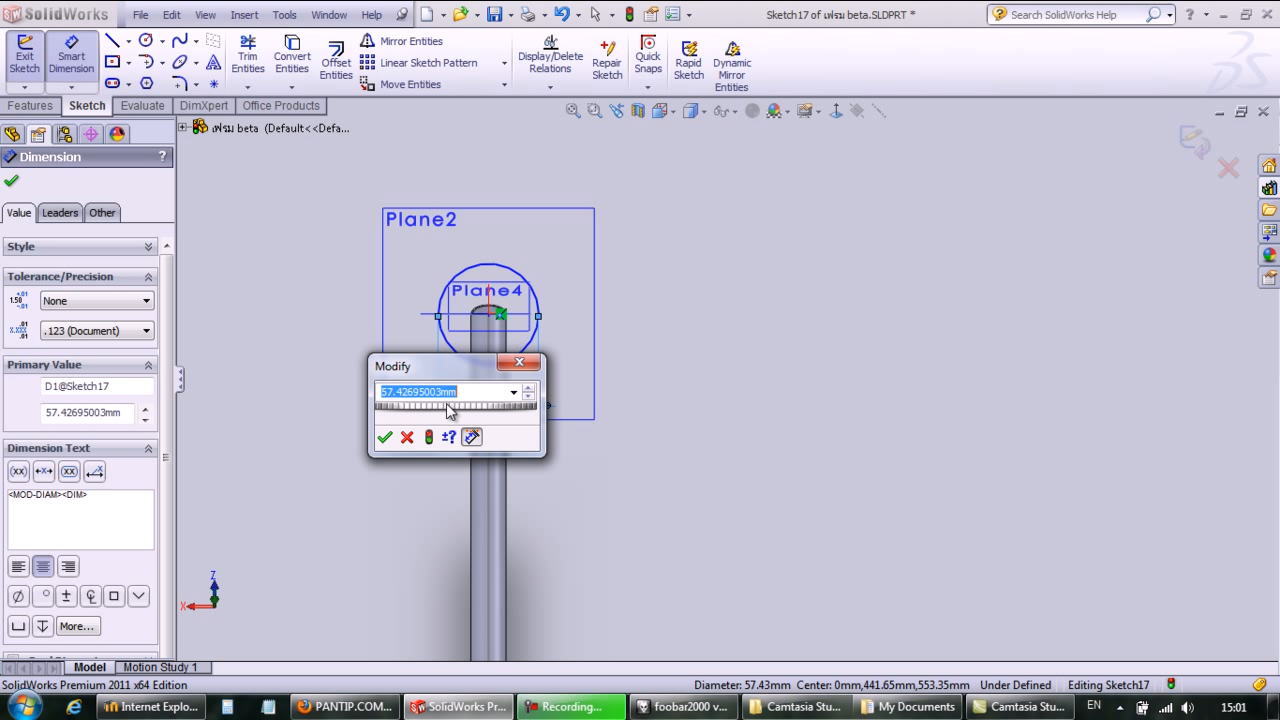 SolidWorks File Edit View Insert Tools Window Help Sketch17 of เฟรม beta.SLDPRT * Search SolidWorks Help
Exit Sketch Smart Dimension Trim Entities Convert Entities Offset Entities Mirror Entities Linear Sketch Pattern Move Entities Display/Delete Relations Repair Sketch Quick Snaps Rapid Sketch Dynamic Mirror Entities
Features Sketch Evaluate DimXpert Office Products
เฟรม beta (Default<<Defa...
Dimension ?
Value Leaders Other
Style
Tolerance/Precision
None
.123 (Document)
Primary Value
D1@Sketch17
57.42695003mm
Dimension Text
<MOD-DIAM><DIM>
More...
Plane2
Plane4
Modify
57.42695003mm
Z
X
Model Motion Study 1
SolidWorks Premium 2011 x64 Edition Diameter: 57.43mm Center: 0mm,441.65mm,553.35mm Under Defined Editing Sketch17
Internet Explo... PANTIP.COM... SolidWorks Pr... Recording... foobar2000 v... Camtasia Stu... My Documents Camtasia Stu... EN 15:01